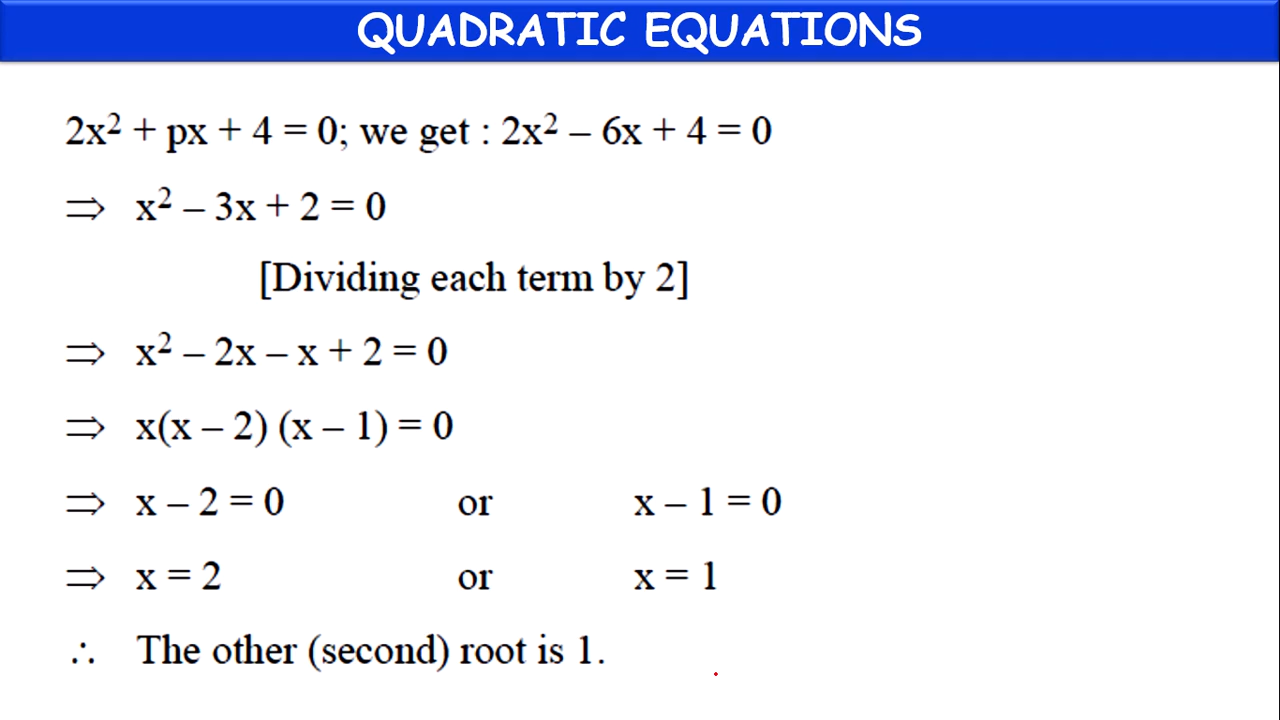 QUADRATIC EQUATIONS
2x² + px + 4 = 0; we get : 2x² – 6x + 4 = 0
⇒ x² – 3x + 2 = 0
[Dividing each term by 2]
⇒ x² – 2x – x + 2 = 0
⇒ x(x – 2) (x – 1) = 0
⇒ x – 2 = 0 or x – 1 = 0
⇒ x = 2 or x = 1
∴ The other (second) root is 1.